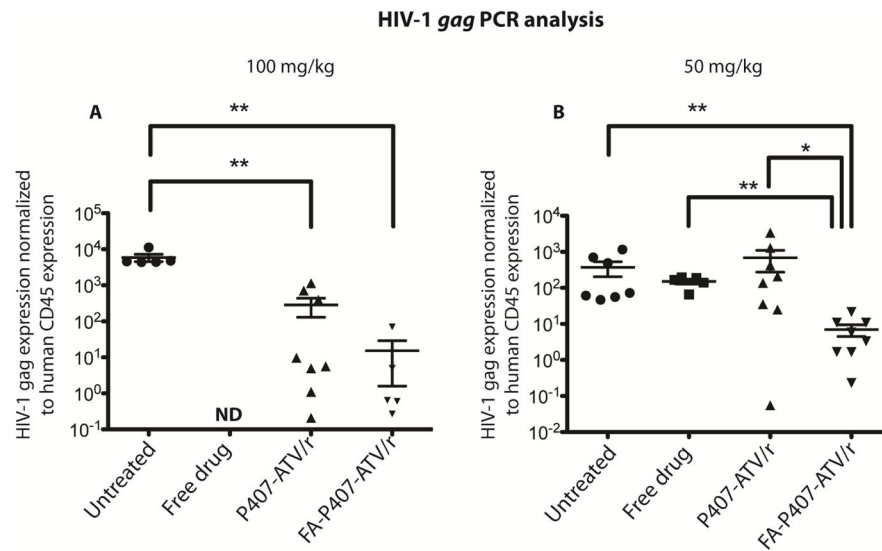 HIV-1 gag PCR analysis
100 mg/kg
50 mg/kg
A
**
**
HIV-1 gag expression normalized
to human CD45 expression
10^5
10^4
10^3
10^2
10^1
10^0
10^-1
ND
Untreated
Free drug
P407-ATV/r
FA-P407-ATV/r
B
**
*
**
HIV-1 gag expression normalized
to human CD45 expression
10^4
10^3
10^2
10^1
10^0
10^-1
10^-2
Untreated
Free drug
P407-ATV/r
FA-P407-ATV/r